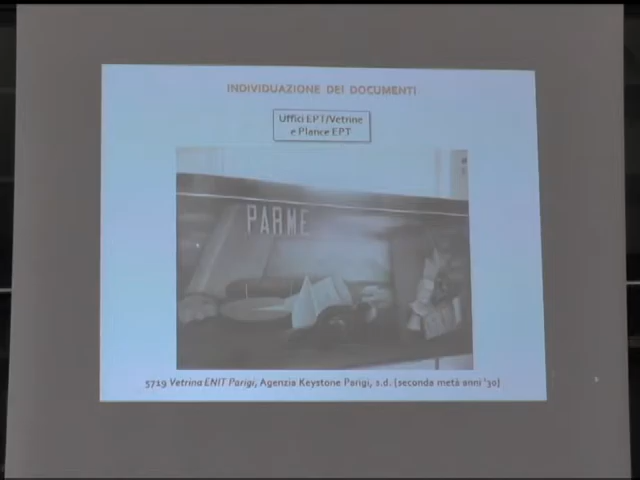 INDIVIDUAZIONE DEI DOCUMENTI
Uffici EPT/Vetrine
e Plance EPT
PARME
5719 Vetrina ENIT Parigi, Agenzia Keystone Parigi, s.d. [seconda metà anni '30]